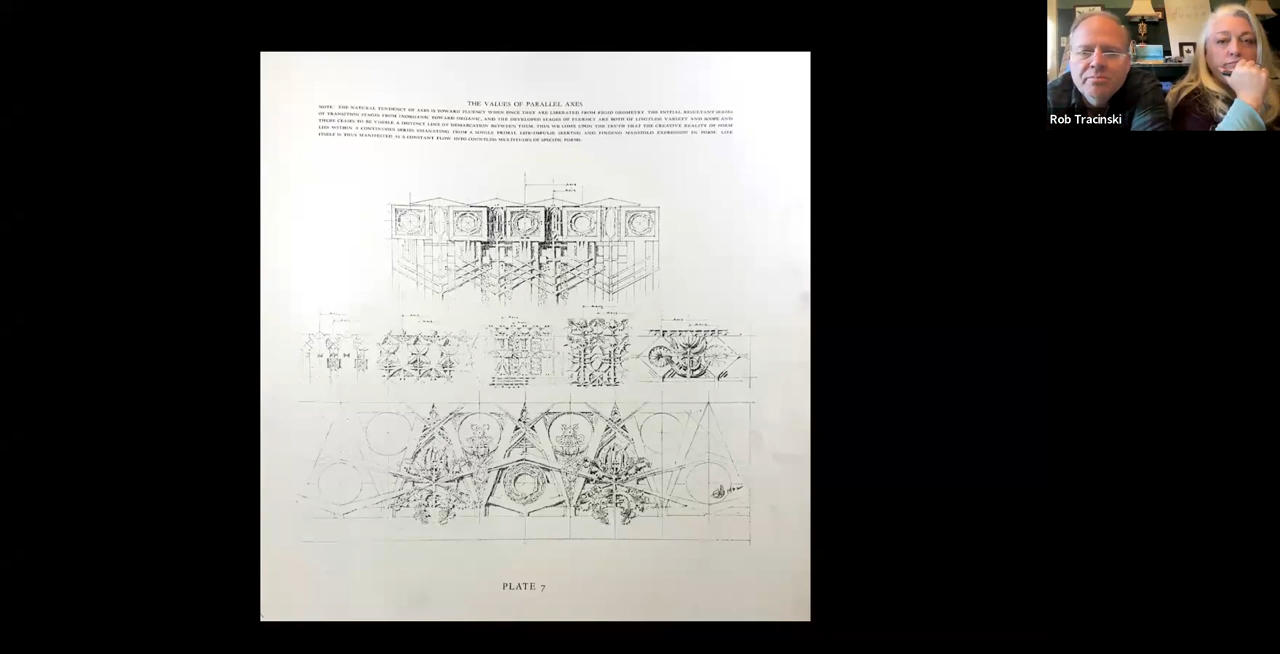 Rob Tracinski
THE VALUES OF PARALLEL AXES
NOTE: THE NATURAL TENDENCY OF AXES IS TOWARD FLUENCY WHEN ONCE THEY ARE LIBERATED FROM RIGID GEOMETRY. THE INITIAL RESULTANT SERIES
OF TRANSITION STAGES FROM INORGANIC TOWARD ORGANIC, AND THE DEVELOPED STAGES OF FLUENCY ARE BOTH OF LIMITLESS VARIETY AND SCOPE AND
THERE CEASES TO BE VISIBLE A DISTINCT LINE OF DEMARCATION BETWEEN THEM. THUS WE COME UPON THE TRUTH THAT THE CREATIVE REALITY OF FORM
LIES WITHIN A CONTINUOUS SERIES EMANATING FROM A SINGLE PRIMAL LIFE-IMPULSE AND FINDING MANIFOLD EXPRESSION IN FORM. LIFE
ITSELF IS THUS MANIFESTED AS A CONSTANT FLOW INTO COUNTLESS MULTITUDES OF SPECIFIC FORMS.
PLATE 7